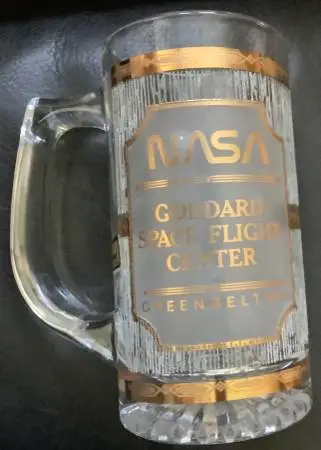 NASA
GODDARD
SPACE FLIGHT
CENTER
GREENBELT